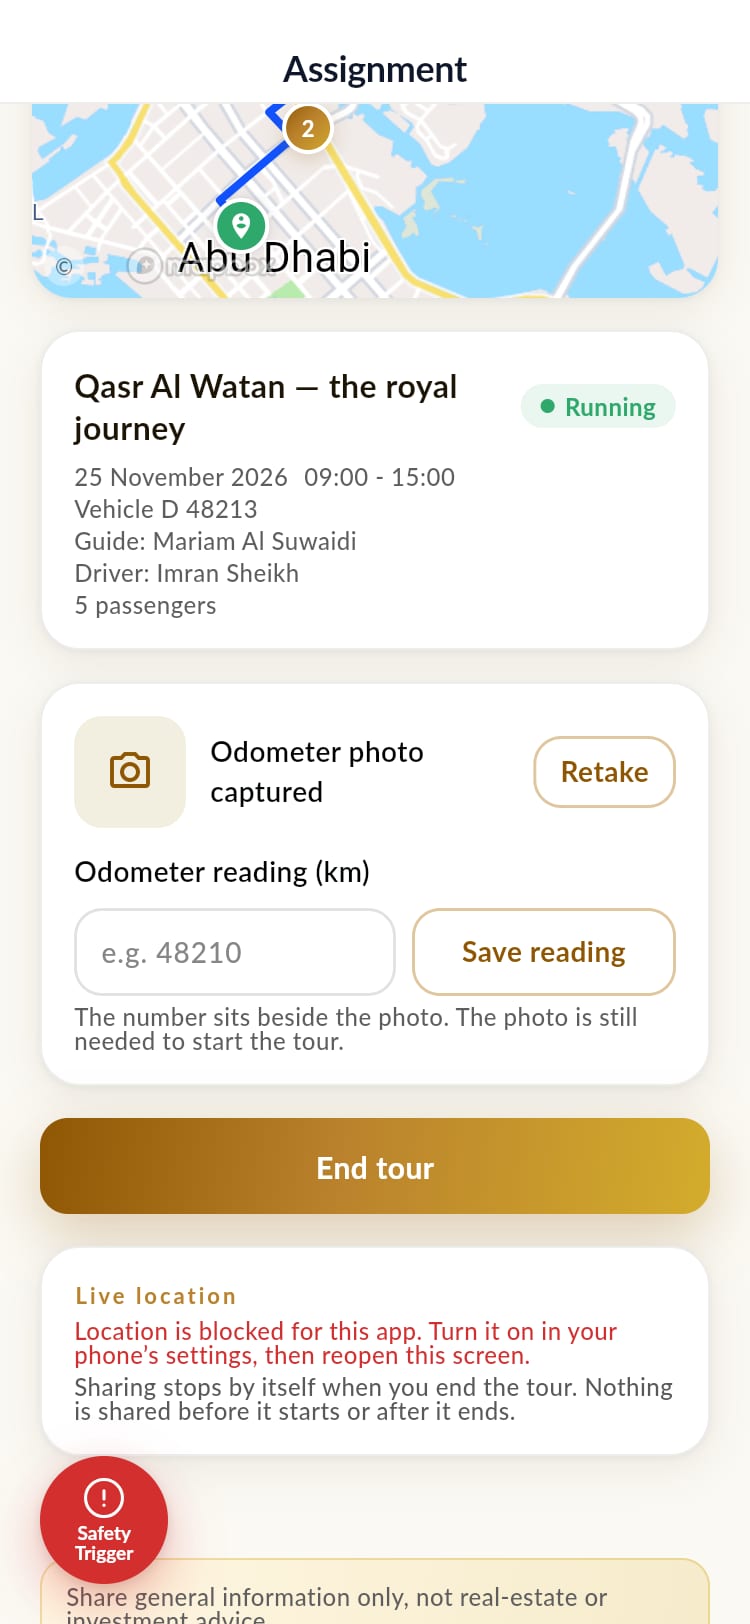 Assignment
2
L
Abu Dhabi
©
mapbox
Qasr Al Watan — the royal
journey
Running
25 November 2026 09:00 - 15:00
Vehicle D 48213
Guide: Mariam Al Suwaidi
Driver: Imran Sheikh
5 passengers
Odometer photo
captured
Retake
Odometer reading (km)
e.g. 48210
Save reading
The number sits beside the photo. The photo is still
needed to start the tour.
End tour
Live location
Location is blocked for this app. Turn it on in your
phone’s settings, then reopen this screen.
Sharing stops by itself when you end the tour. Nothing
is shared before it starts or after it ends.
Safety
Trigger
Share general information only, not real-estate or
investment advice